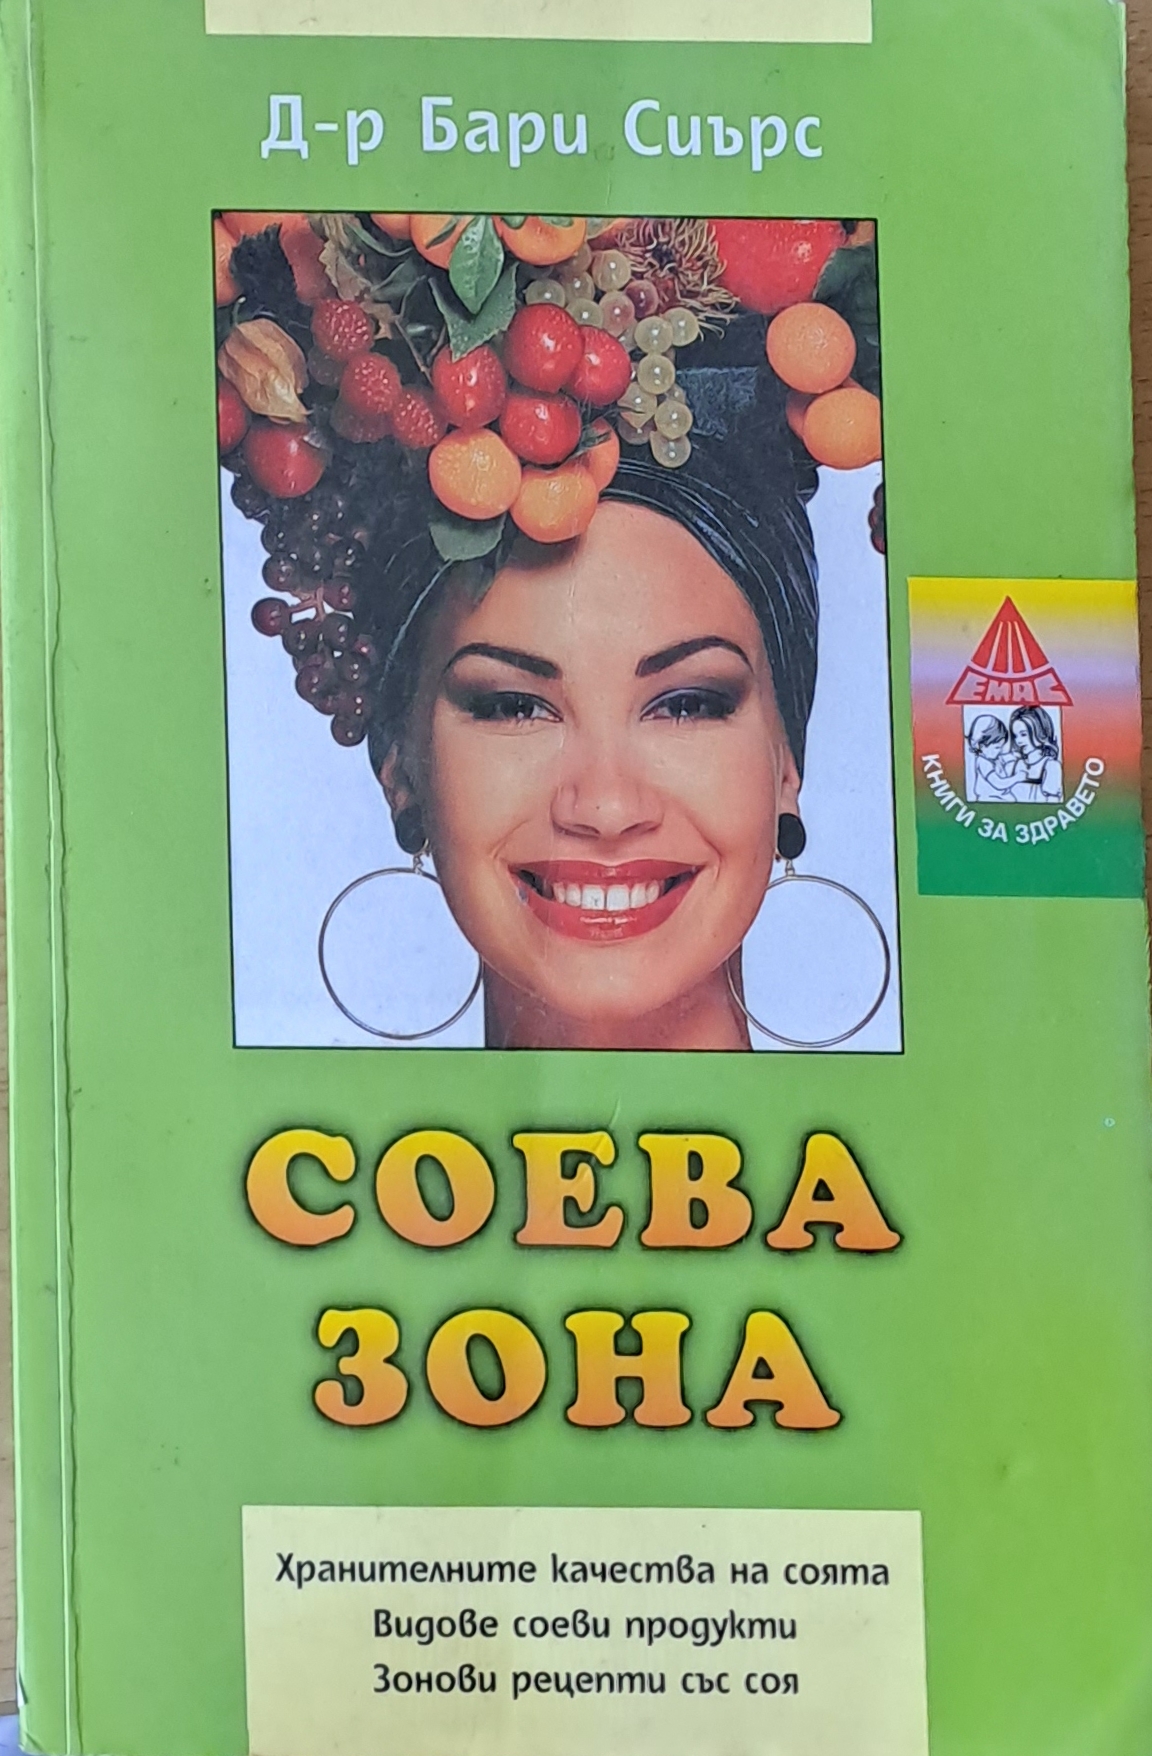 Д-р Бари Сиърс
ЕМАС
КНИГИ ЗА ЗДРАВЕТО
СОЕВА
ЗОНА
Хранителните качества на соята
Видове соеви продукти
Зонови рецепти със соя